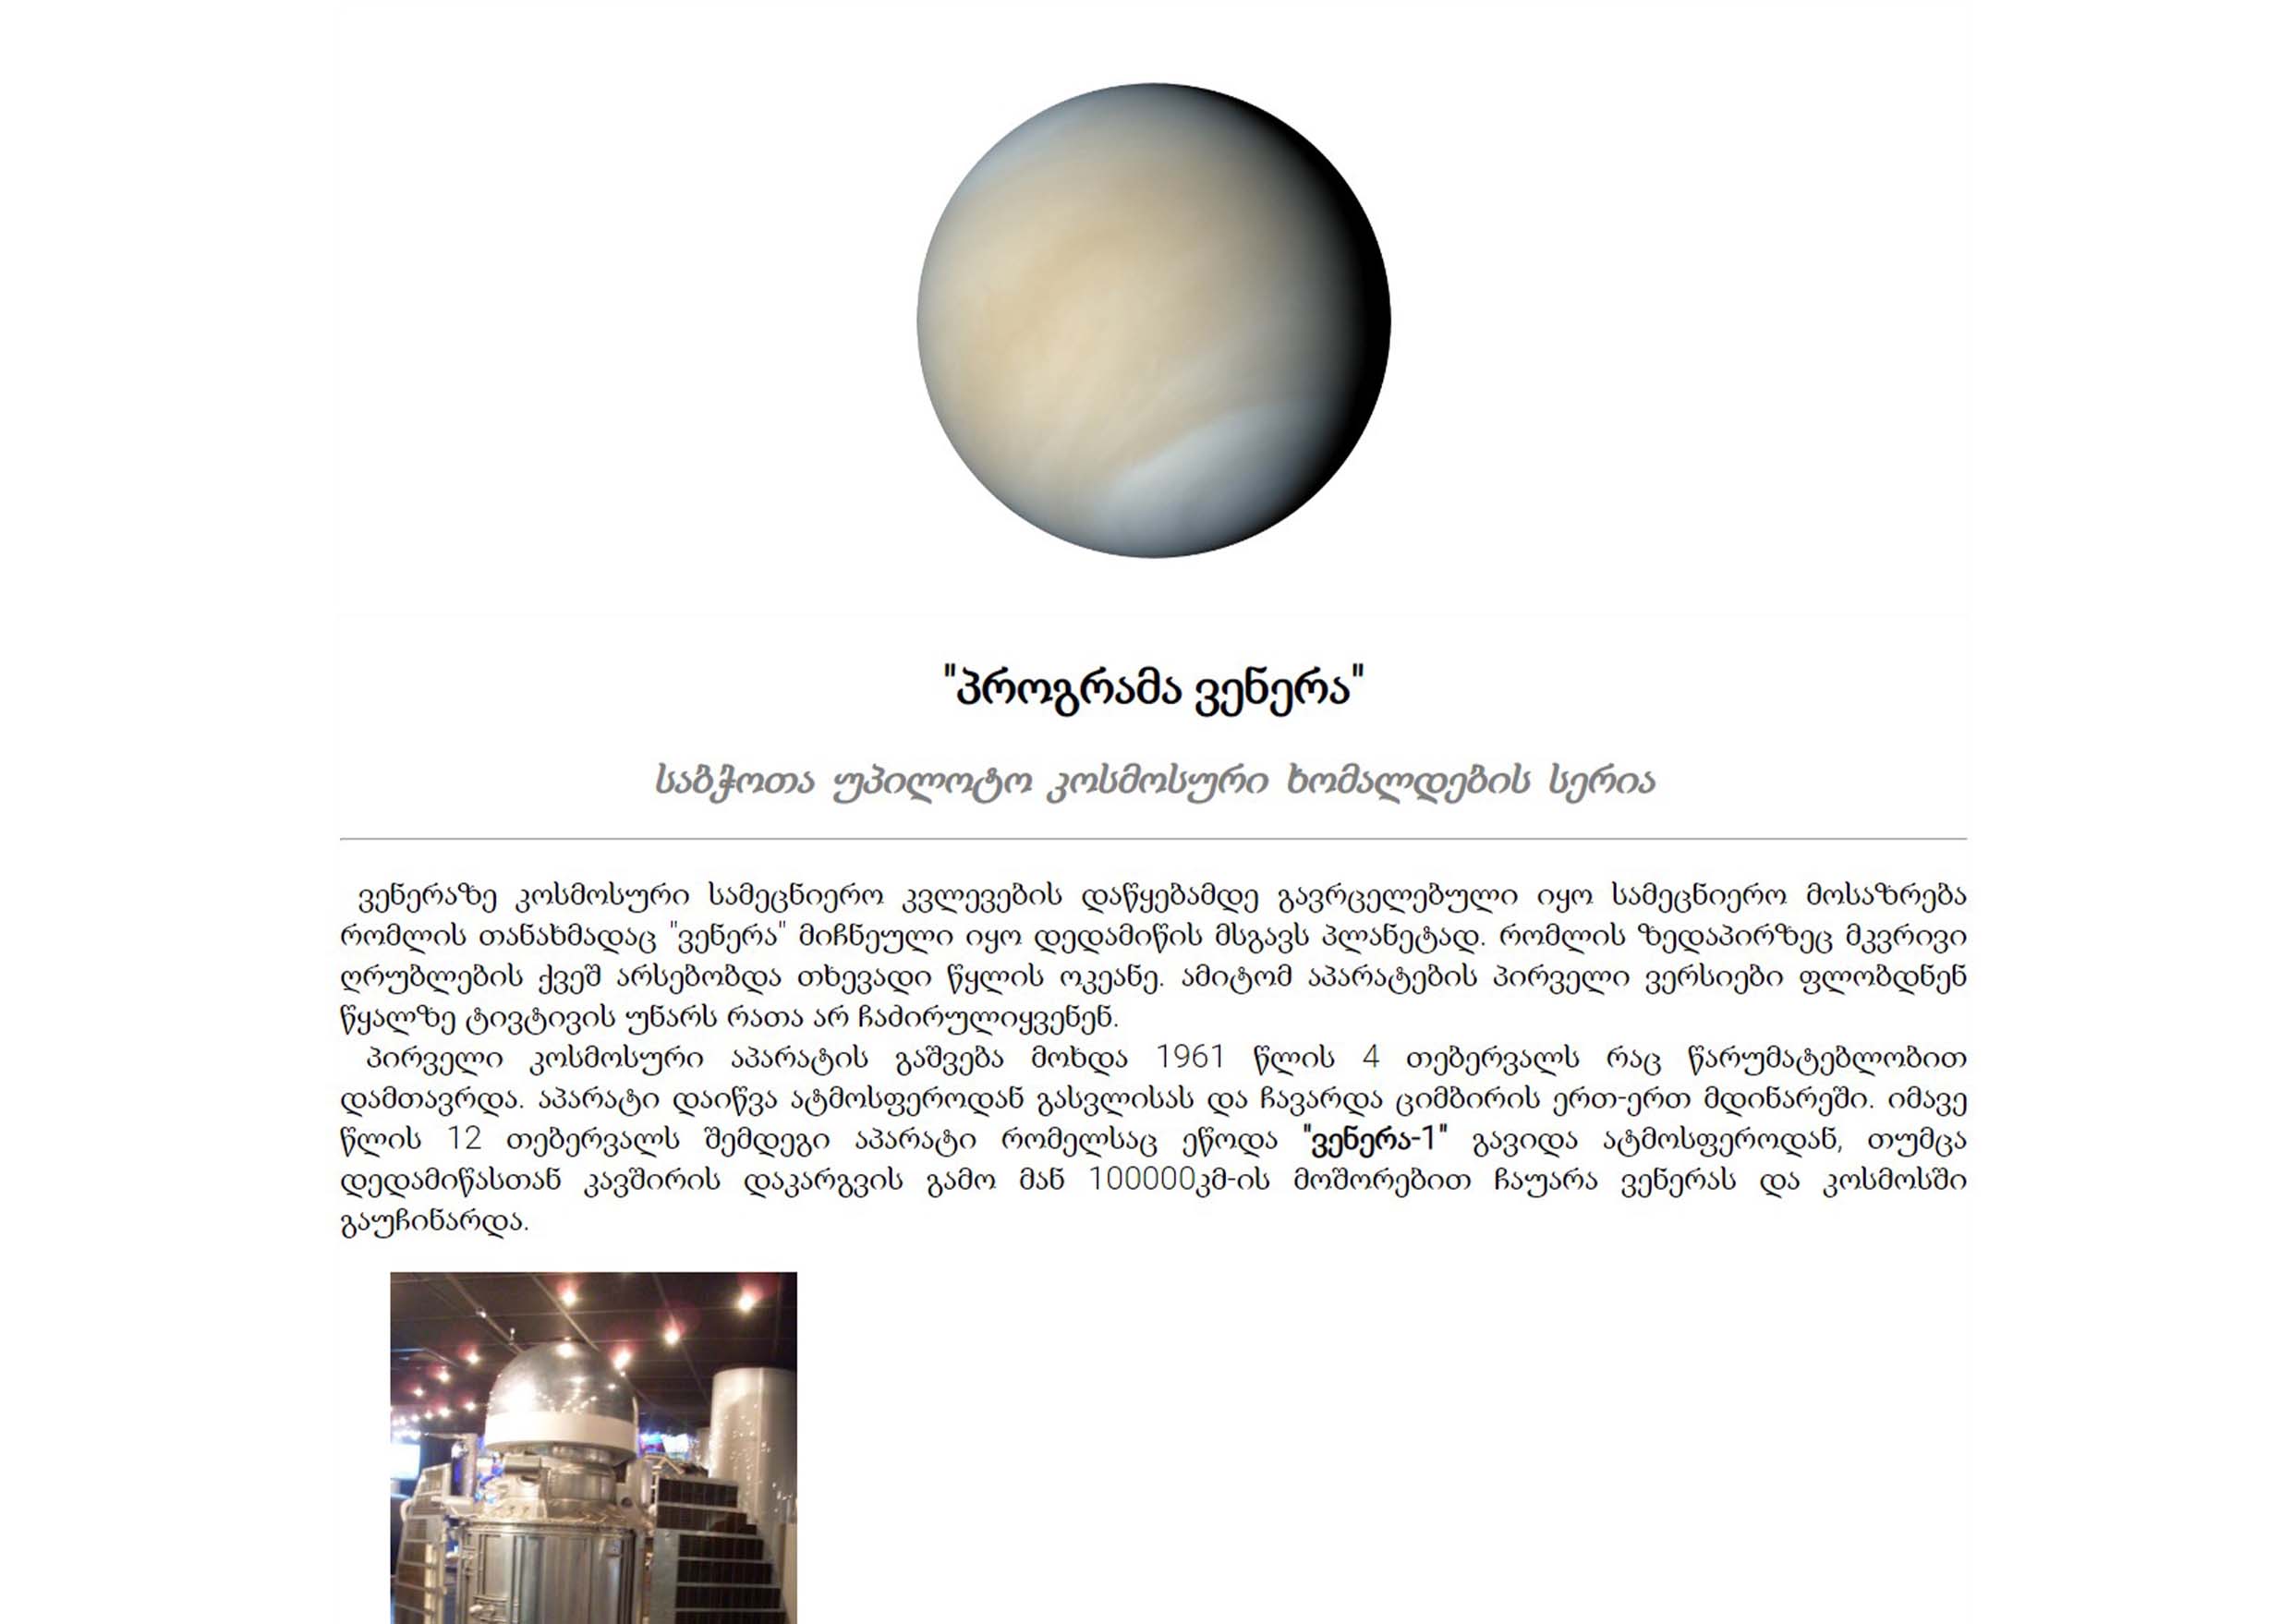 "პროგრამა ვენერა"
საბჭოთა უპილოტო კოსმოსური ხომალდების სერია
ვენერაზე კოსმოსური სამეცნიერო კვლევების დაწყებამდე გავრცელებული იყო სამეცნიერო მოსაზრება
რომლის თანახმადაც "ვენერა" მიჩნეული იყო დედამიწის მსგავს პლანეტად. რომლის ზედაპირზეც მკვრივი
ღრუბლების ქვეშ არსებობდა თხევადი წყლის ოკეანე. ამიტომ აპარატების პირველი ვერსიები ფლობდნენ
წყალზე ტივტივის უნარს რათა არ ჩამირულიყვენენ.
პირველი კოსმოსური აპარატის გაშვება მოხდა 1961 წლის 4 თებერვალს რაც წარუმატებლობით
დამთავრდა. აპარატი დაიწვა ატმოსფეროდან გასვლისას და ჩავარდა ციმბირის ერთ-ერთ მდინარეში. იმავე
წლის 12 თებერვალს შემდეგი აპარატი რომელსაც ეწოდა "ვენერა-1" გავიდა ატმოსფეროდან, თუმცა
დედამიწასთან კავშირის დაკარგვის გამო მან 100000კმ-ის მოშორებით ჩაუარა ვენერას და კოსმოსში
გაუჩინარდა.